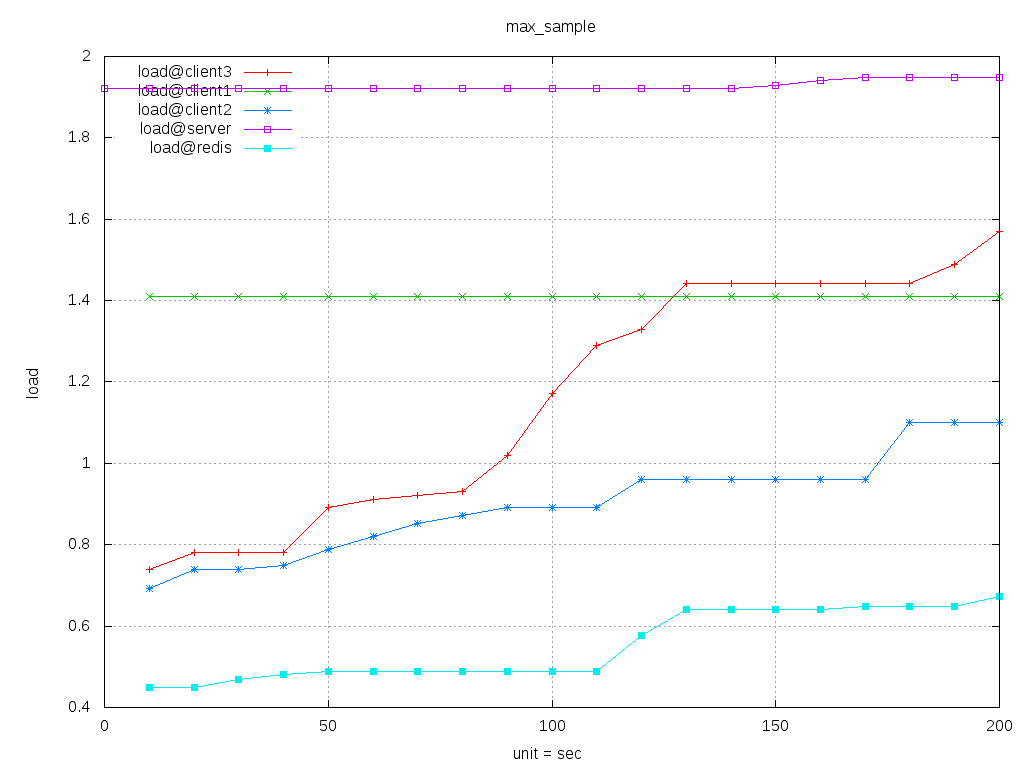 max_sample
2
load@client3
load@client1
load@client2
load@server
load@redis
1.8
1.6
1.4
1.2
1
0.8
0.6
0.4
load
0 50 100 150 200
unit = sec